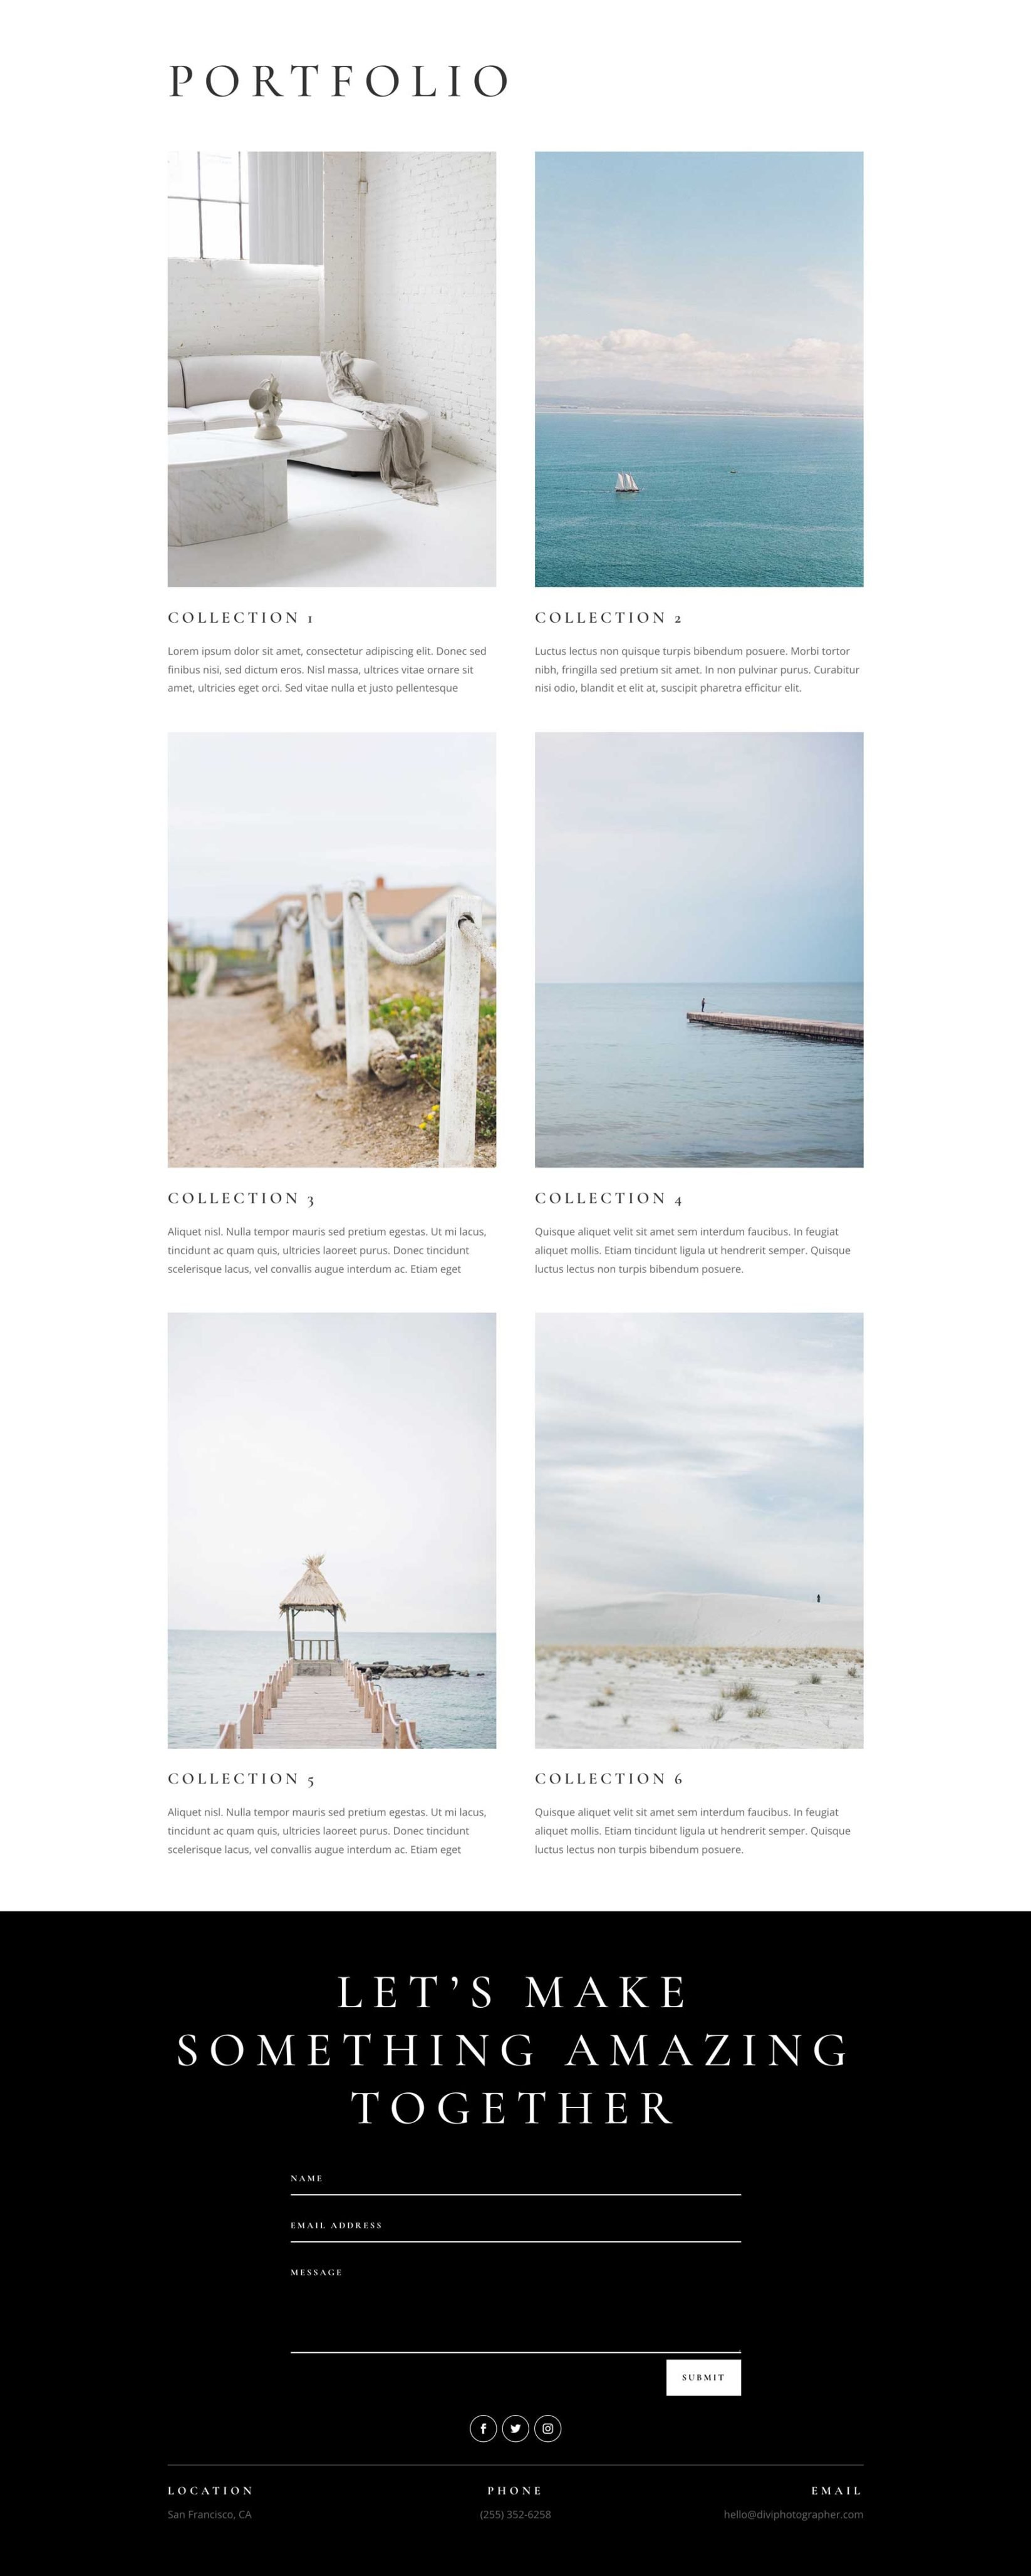 PORTFOLIO
COLLECTION 1
Lorem ipsum dolor sit amet, consectetur adipiscing elit. Donec sed
finibus nisi, sed dictum eros. Nisl massa, ultrices vitae ornare sit
amet, ultricies eget orci. Sed vitae nulla et justo pellentesque
COLLECTION 2
Luctus lectus non quisque turpis bibendum posuere. Morbi tortor
nibh, fringilla sed pretium sit amet. In non pulvinar purus. Curabitur
nisi odio, blandit et elit at, suscipit pharetra efficitur elit.
COLLECTION 3
Aliquet nisl. Nulla tempor mauris sed pretium egestas. Ut mi lacus,
tincidunt ac quam quis, ultricies laoreet purus. Donec tincidunt
scelerisque lacus, vel convallis augue interdum ac. Etiam eget
COLLECTION 4
Quisque aliquet velit sit amet sem interdum faucibus. In feugiat
aliquet mollis. Etiam tincidunt ligula ut hendrerit semper. Quisque
luctus lectus non turpis bibendum posuere.
COLLECTION 5
Aliquet nisl. Nulla tempor mauris sed pretium egestas. Ut mi lacus,
tincidunt ac quam quis, ultricies laoreet purus. Donec tincidunt
scelerisque lacus, vel convallis augue interdum ac. Etiam eget
COLLECTION 6
Quisque aliquet velit sit amet sem interdum faucibus. In feugiat
aliquet mollis. Etiam tincidunt ligula ut hendrerit semper. Quisque
luctus lectus non turpis bibendum posuere.
LET’S MAKE
SOMETHING AMAZING
TOGETHER
NAME
EMAIL ADDRESS
MESSAGE
SUBMIT
LOCATION
San Francisco, CA
PHONE
(255) 352-6258
EMAIL
hello@diviphotographer.com